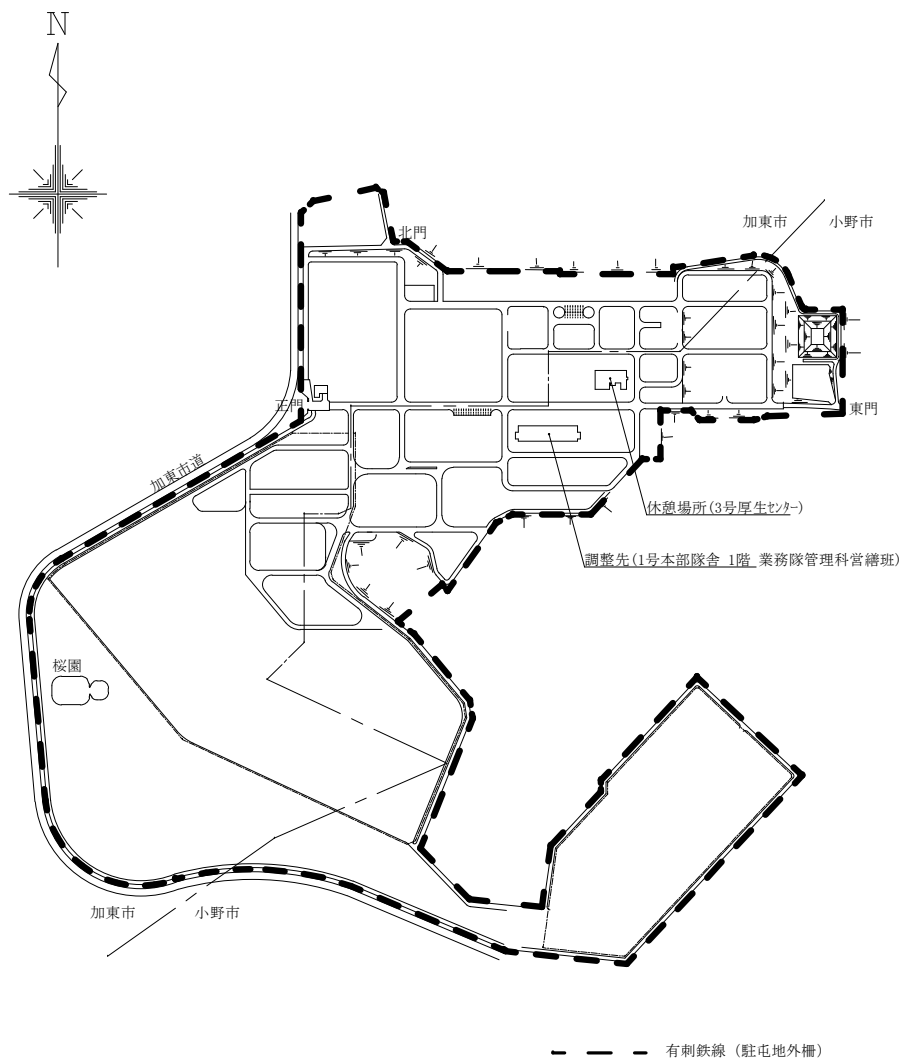 N
加東市 小野市
北門
正門
東門
加東市道
休憩場所(3号厚生センター)
調整先(1号本部隊舎 1階 業務隊管理科営繕班)
桜園
加東市 小野市
有刺鉄線（駐屯地外柵）